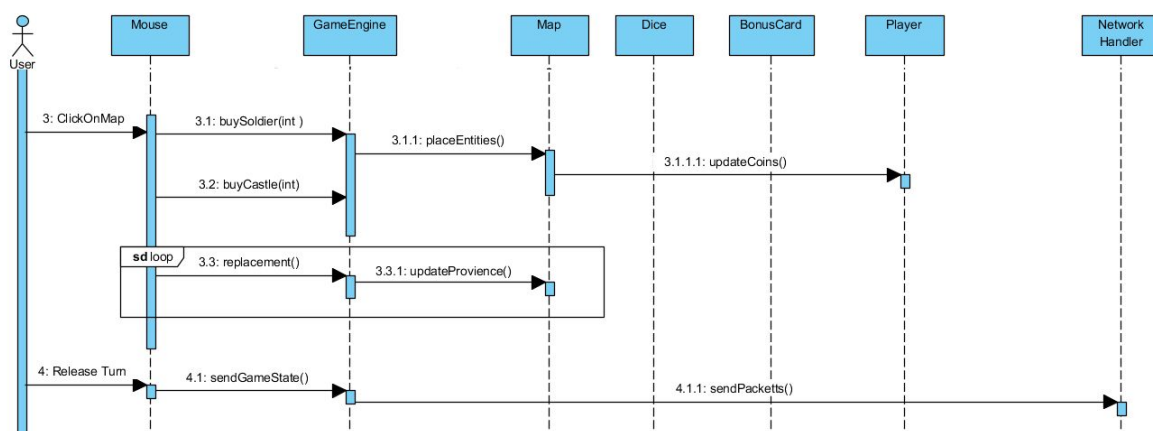 Mouse
GameEngine
Map
Dice
BonusCard
Player
Network
Handler
User
3: ClickOnMap
3.1: buySoldier(int )
3.1.1: placeEntities()
3.1.1.1: updateCoins()
3.2: buyCastle(int)
sd loop
3.3: replacement()
3.3.1: updateProvience()
4: Release Turn
4.1: sendGameState()
4.1.1: sendPacketts()